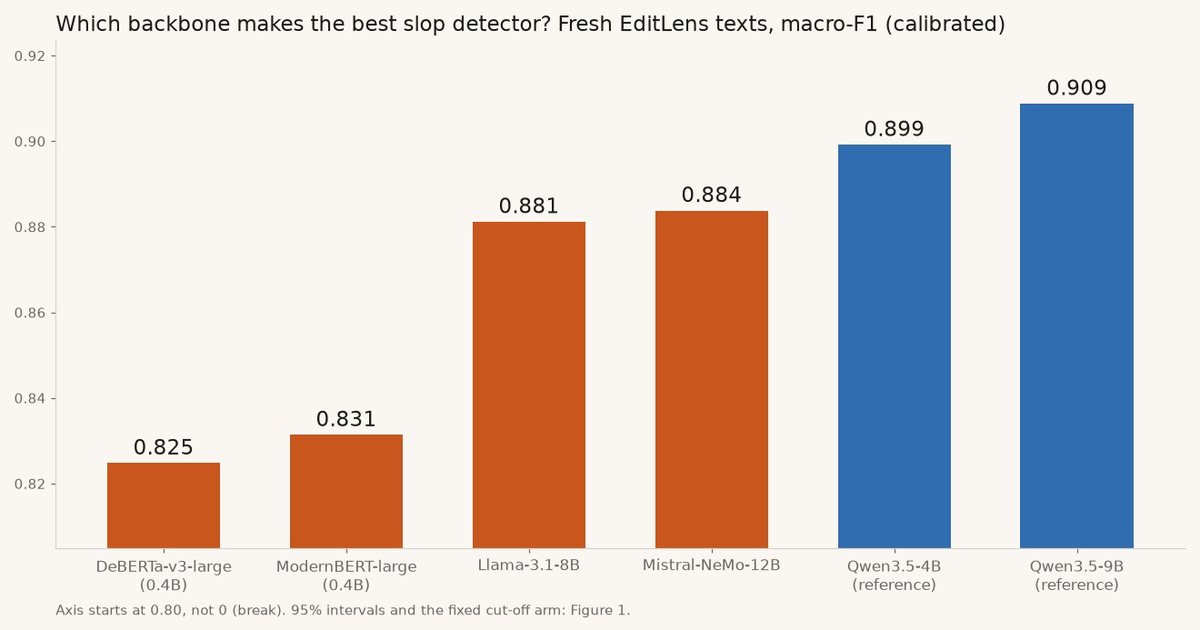 Which backbone makes the best slop detector? Fresh EditLens texts, macro-F1 (calibrated)
0.92
0.90
0.88
0.86
0.84
0.82
0.825
0.831
0.881
0.884
0.899
0.909
DeBERTa-v3-large
(0.4B)
ModernBERT-large
(0.4B)
Llama-3.1-8B
Mistral-NeMo-12B
Qwen3.5-4B
(reference)
Qwen3.5-9B
(reference)
Axis starts at 0.80, not 0 (break). 95% intervals and the fixed cut-off arm: Figure 1.